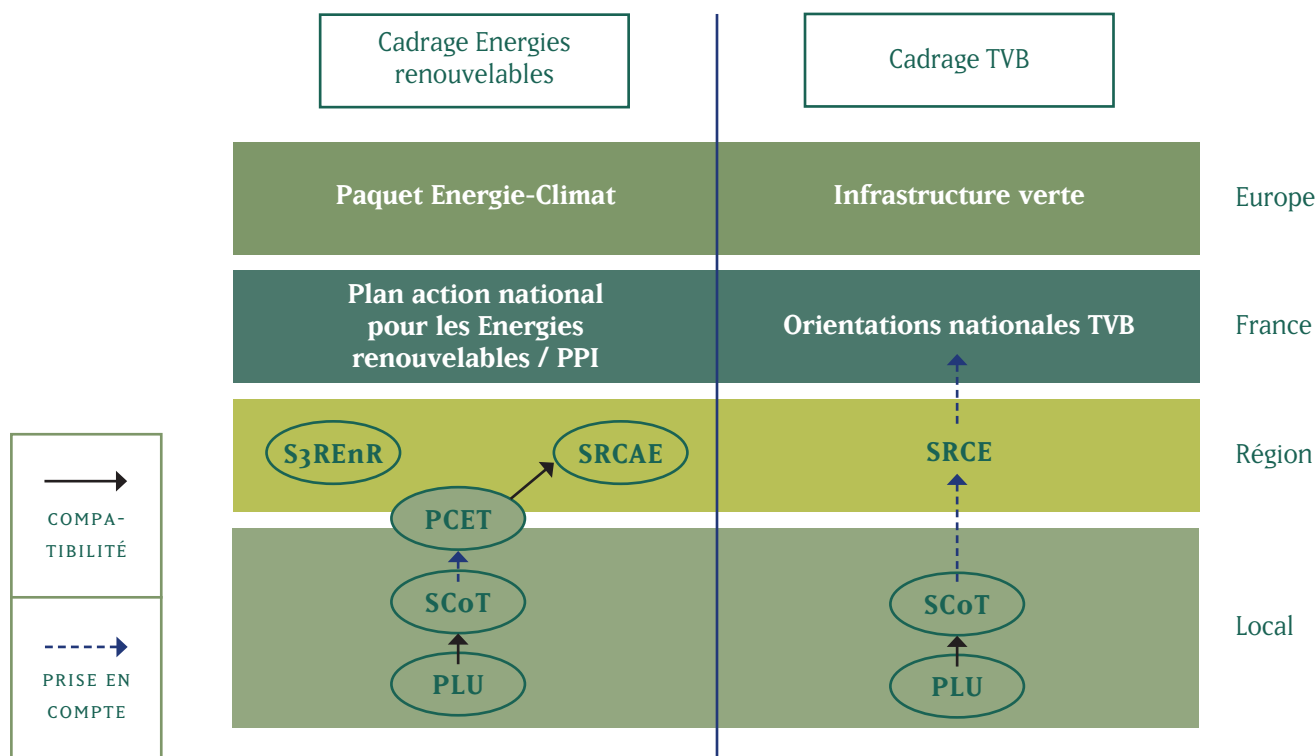 Cadrage Energies
renouvelables
Cadrage TVB
Paquet Energie-Climat
Infrastructure verte
Europe
Plan action national
pour les Energies
renouvelables / PPI
Orientations nationales TVB
France
S3REnR
SRCAE
SRCE
Région
PCET
SCoT
PLU
SCoT
PLU
Local
COMPA-
TIBILITÉ
PRISE EN
COMPTE